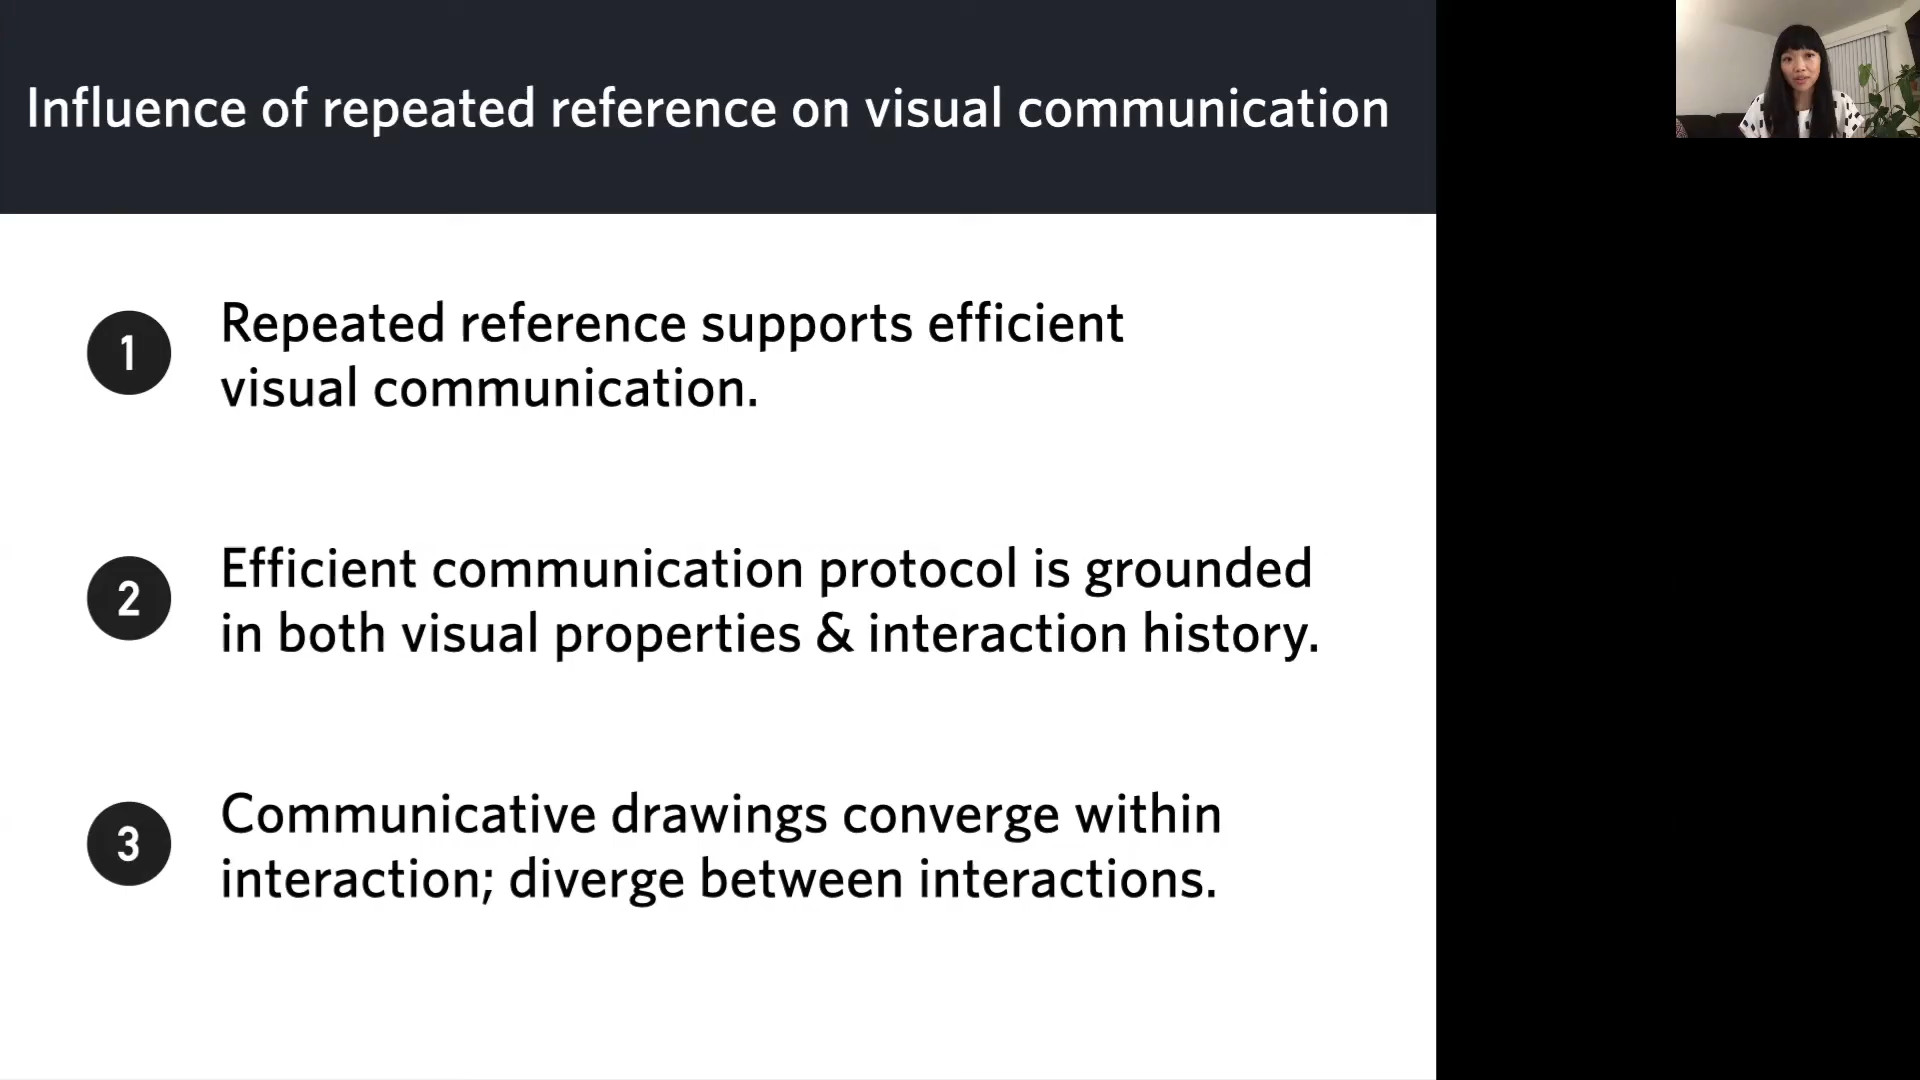 Influence of repeated reference on visual communication
1
Repeated reference supports efficient
visual communication.
2
Efficient communication protocol is grounded
in both visual properties & interaction history.
3
Communicative drawings converge within
interaction; diverge between interactions.